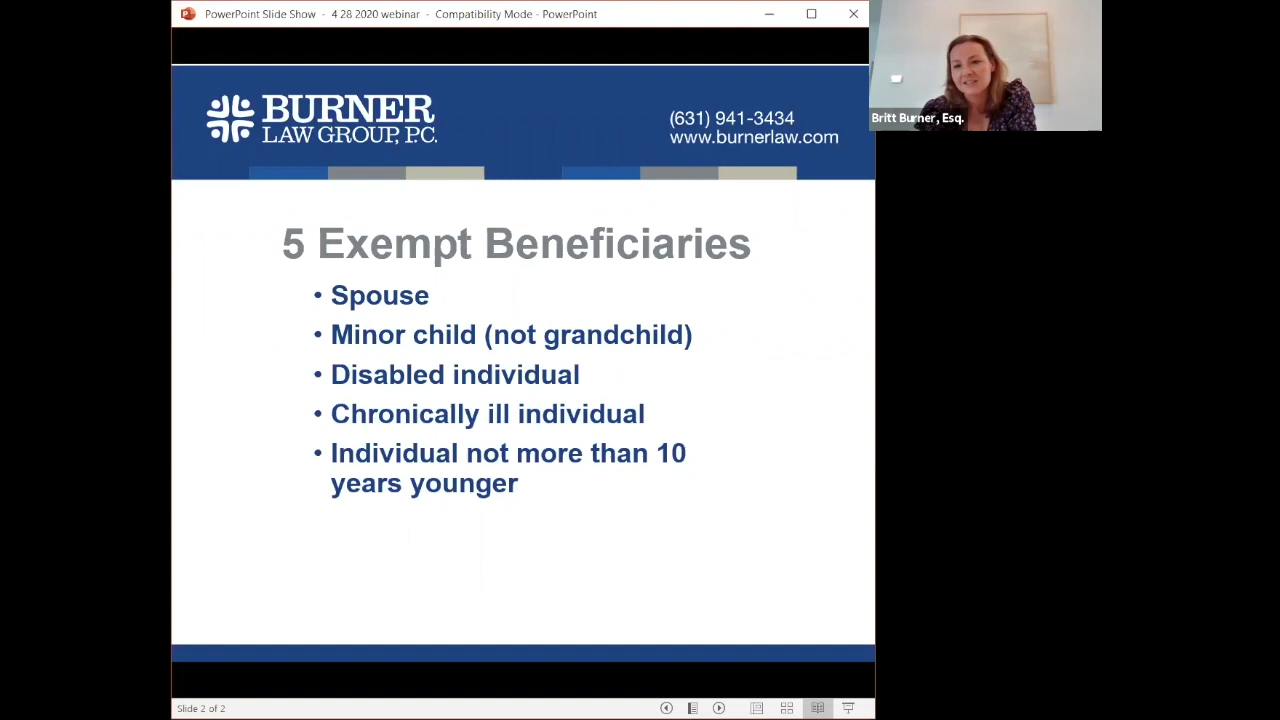 PowerPoint Slide Show - 4 28 2020 webinar - Compatibility Mode - PowerPoint
BURNER
LAW GROUP, P.C.
(631) 941-3434
www.burnerlaw.com
Britt Burner, Esq.
5 Exempt Beneficiaries
• Spouse
• Minor child (not grandchild)
• Disabled individual
• Chronically ill individual
• Individual not more than 10
years younger
Slide 2 of 2